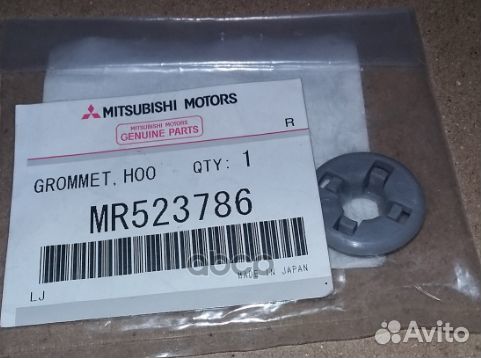 MITSUBISHI MOTORS
MITSUBISHI MOTORS
GENUINE PARTS
R
GROMMET, HOO QTY: 1
MR523786
MADE IN JAPAN
LJ
Avito